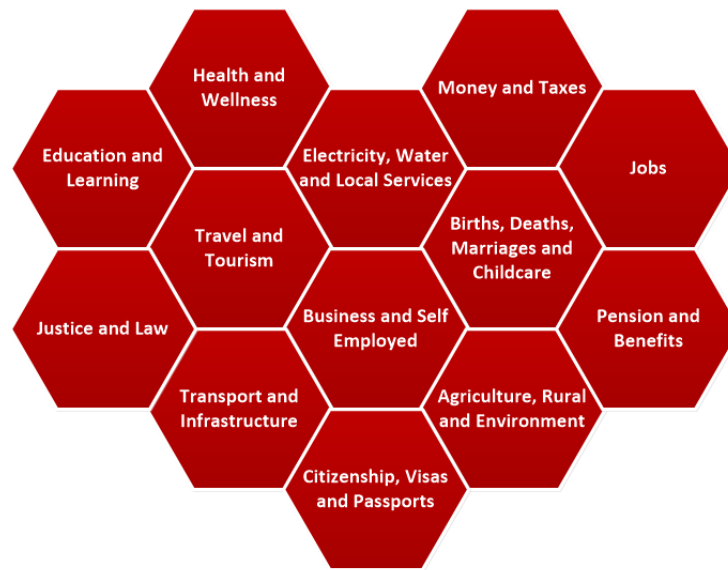 Health and
Wellness
Money and Taxes
Education and
Learning
Electricity, Water
and Local Services
Jobs
Travel and
Tourism
Births, Deaths,
Marriages and
Childcare
Justice and Law
Business and Self
Employed
Pension and
Benefits
Transport and
Infrastructure
Agriculture, Rural
and Environment
Citizenship, Visas
and Passports